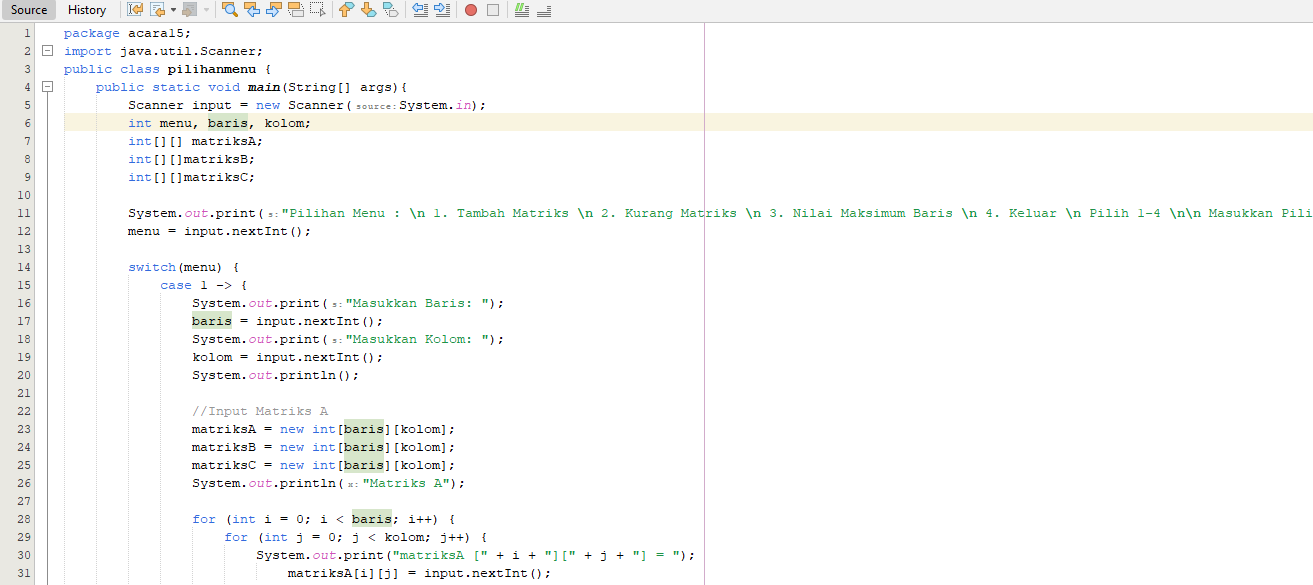 Source History
1 package acara15;
2 import java.util.Scanner;
3 public class pilihanmenu {
4 public static void main(String[] args){
5 Scanner input = new Scanner( source: System.in);
6 int menu, baris, kolom;
7 int[][] matriksA;
8 int[][]matriksB;
9 int[][]matriksC;
10
11 System.out.print( s: "Pilihan Menu : \n 1. Tambah Matriks \n 2. Kurang Matriks \n 3. Nilai Maksimum Baris \n 4. Keluar \n Pilih 1-4 \n\n Masukkan Pili
12 menu = input.nextInt();
13
14 switch(menu) {
15 case 1 -> {
16 System.out.print( s: "Masukkan Baris: ");
17 baris = input.nextInt();
18 System.out.print( s: "Masukkan Kolom: ");
19 kolom = input.nextInt();
20 System.out.println();
21
22 //Input Matriks A
23 matriksA = new int[baris][kolom];
24 matriksB = new int[baris][kolom];
25 matriksC = new int[baris][kolom];
26 System.out.println( x: "Matriks A");
27
28 for (int i = 0; i < baris; i++) {
29 for (int j = 0; j < kolom; j++) {
30 System.out.print("matriksA [" + i + "][" + j + "] = ");
31 matriksA[i][j] = input.nextInt();